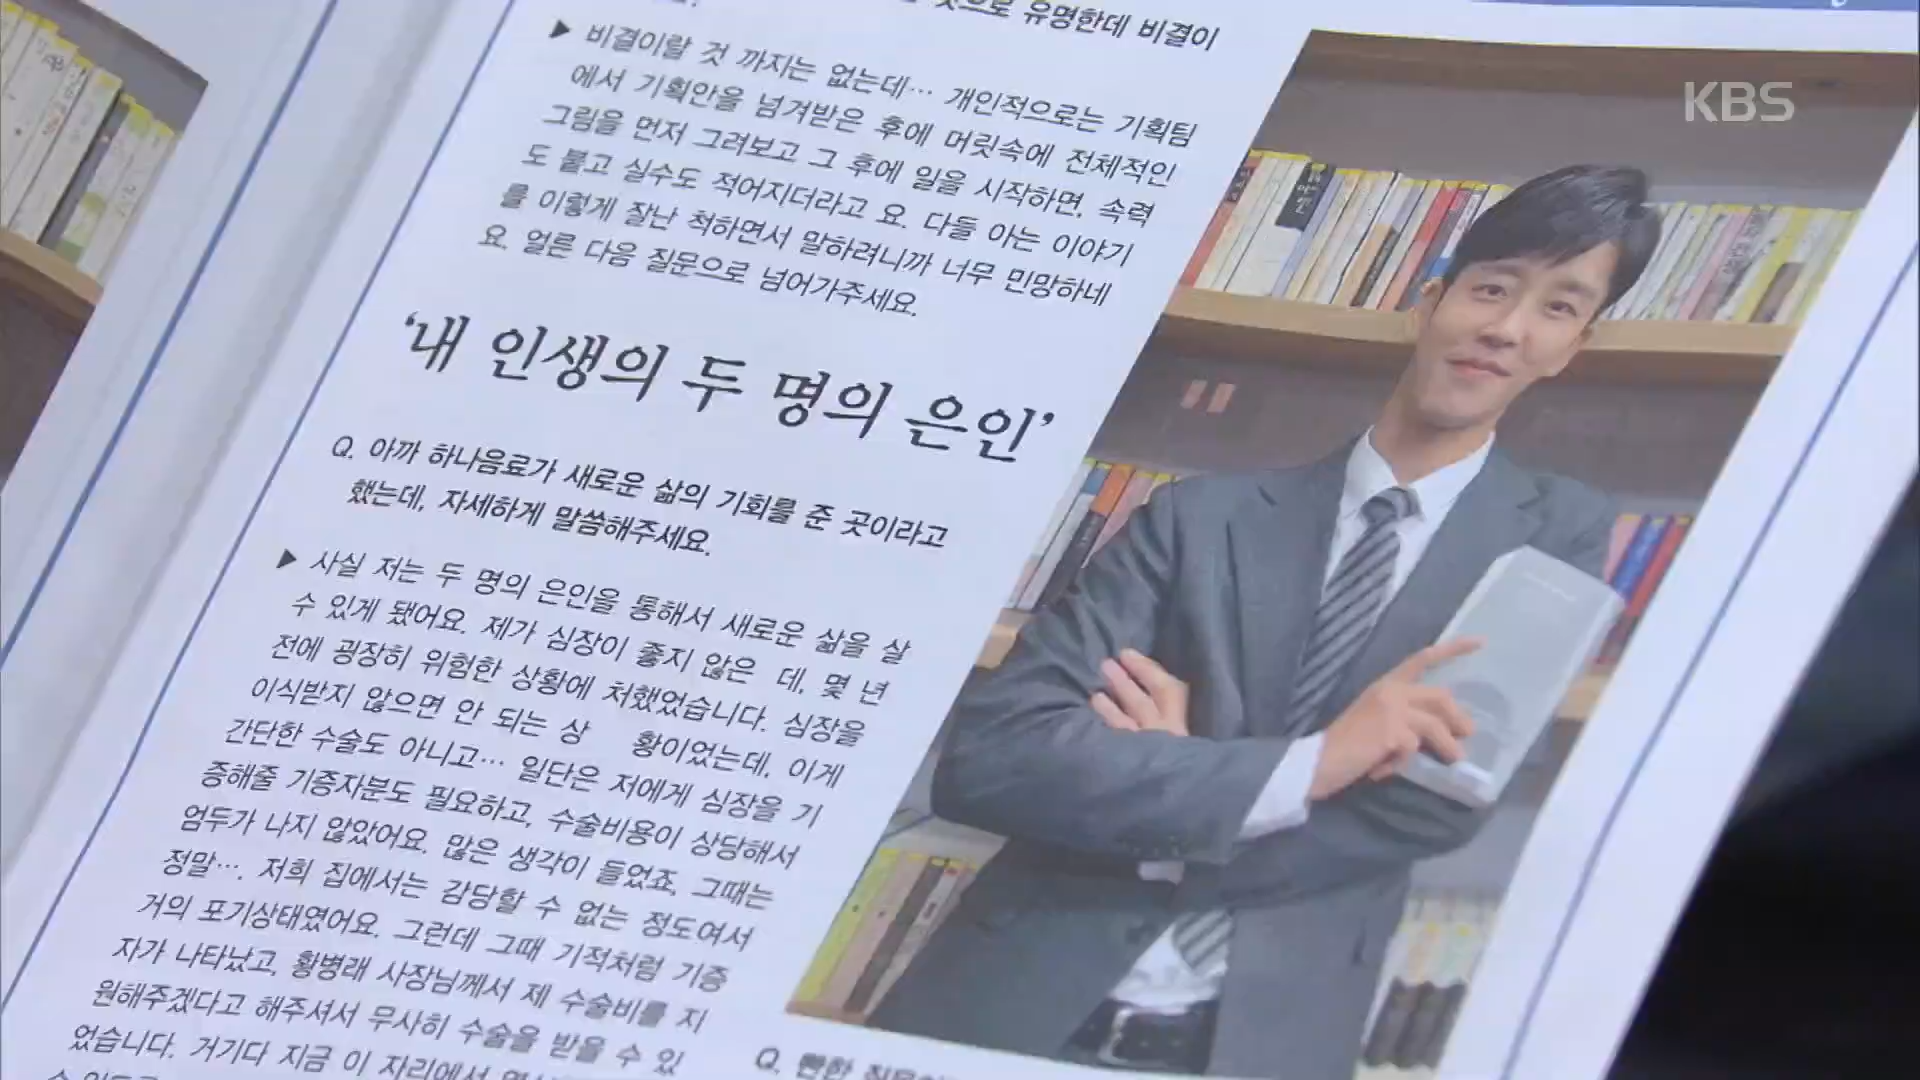 유명한데 비결이
▶ 비결이랄 것 까지는 없는데… 개인적으로는 기획팀
에서 기획안을 넘겨받은 후에 머릿속에 전체적인
그림을 먼저 그려보고 그 후에 일을 시작하면, 속력
도 붙고 실수도 적어지더라고 요. 다들 아는 이야기
를 이렇게 잘난 척하면서 말하려니까 너무 민망하네
요. 얼른 다음 질문으로 넘어가주세요.
KBS
‘내 인생의 두 명의 은인’
Q. 아까 하나음료가 새로운 삶의 기회를 준 곳이라고
했는데, 자세하게 말씀해주세요.
▶ 사실 저는 두 명의 은인을 통해서 새로운 삶을 살
수 있게 됐어요. 제가 심장이 좋지 않은 데, 몇 년
전에 굉장히 위험한 상황에 처했었습니다. 심장을
이식받지 않으면 안 되는 상 황이었는데, 이게
간단한 수술도 아니고… 일단은 저에게 심장을 기
증해줄 기증자분도 필요하고, 수술비용이 상당해서
엄두가 나지 않았어요. 많은 생각이 들었죠. 그때는
정말…. 저희 집에서는 감당할 수 없는 정도여서
거의 포기상태였어요. 그런데 그때 기적처럼 기증
자가 나타났고, 황병래 사장님께서 제 수술비를 지
원해주겠다고 해주셔서 무사히 수술을 받을 수 있
었습니다. 거기다 지금 이 자리에서
Q. 뻔한